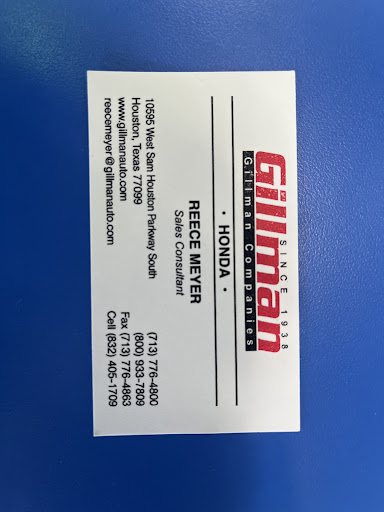 SINCE 1938
Gillman
Gillman Companies
• HONDA •
REECE MEYER
Sales Consultant
10595 West Sam Houston Parkway South
Houston, Texas 77099
www.gillmanauto.com
reecemeyer@gillmanauto.com
(713) 776-4800
(800) 933-7809
Fax (713) 776-4863
Cell (832) 405-1709